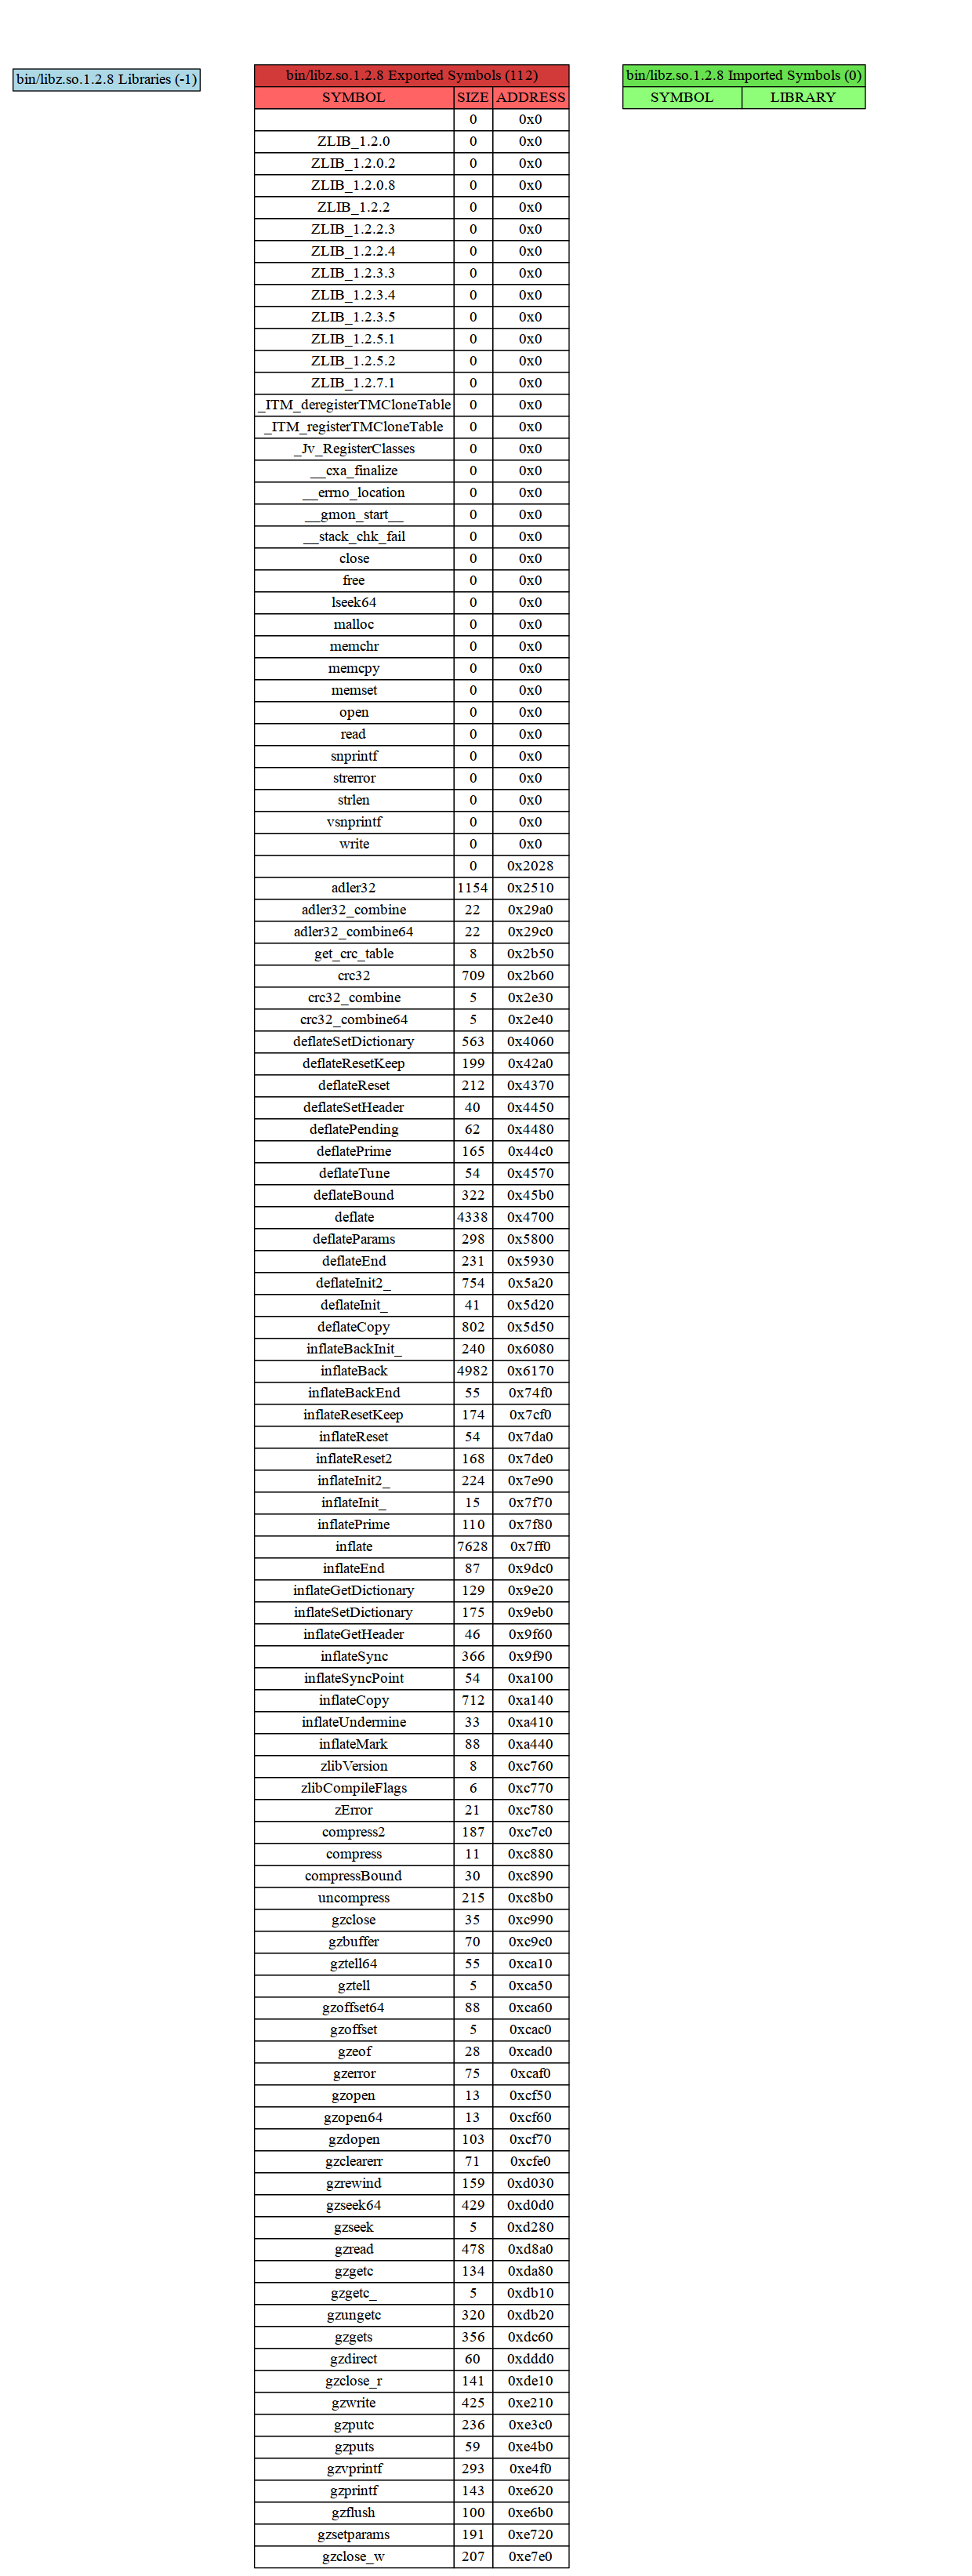 bin/libz.so.1.2.8 Libraries (-1)
bin/libz.so.1.2.8 Exported Symbols (112)
SYMBOL SIZE ADDRESS
0 0x0
ZLIB_1.2.0 0 0x0
ZLIB_1.2.0.2 0 0x0
ZLIB_1.2.0.8 0 0x0
ZLIB_1.2.2 0 0x0
ZLIB_1.2.2.3 0 0x0
ZLIB_1.2.2.4 0 0x0
ZLIB_1.2.3.3 0 0x0
ZLIB_1.2.3.4 0 0x0
ZLIB_1.2.3.5 0 0x0
ZLIB_1.2.5.1 0 0x0
ZLIB_1.2.5.2 0 0x0
ZLIB_1.2.7.1 0 0x0
_ITM_deregisterTMCloneTable 0 0x0
_ITM_registerTMCloneTable 0 0x0
_Jv_RegisterClasses 0 0x0
__cxa_finalize 0 0x0
__errno_location 0 0x0
__gmon_start__ 0 0x0
__stack_chk_fail 0 0x0
close 0 0x0
free 0 0x0
lseek64 0 0x0
malloc 0 0x0
memchr 0 0x0
memcpy 0 0x0
memset 0 0x0
open 0 0x0
read 0 0x0
snprintf 0 0x0
strerror 0 0x0
strlen 0 0x0
vsnprintf 0 0x0
write 0 0x0
0 0x2028
adler32 1154 0x2510
adler32_combine 22 0x29a0
adler32_combine64 22 0x29c0
get_crc_table 8 0x2b50
crc32 709 0x2b60
crc32_combine 5 0x2e30
crc32_combine64 5 0x2e40
deflateSetDictionary 563 0x4060
deflateResetKeep 199 0x42a0
deflateReset 212 0x4370
deflateSetHeader 40 0x4450
deflatePending 62 0x4480
deflatePrime 165 0x44c0
deflateTune 54 0x4570
deflateBound 322 0x45b0
deflate 4338 0x4700
deflateParams 298 0x5800
deflateEnd 231 0x5930
deflateInit2_ 754 0x5a20
deflateInit_ 41 0x5d20
deflateCopy 802 0x5d50
inflateBackInit_ 240 0x6080
inflateBack 4982 0x6170
inflateBackEnd 55 0x74f0
inflateResetKeep 174 0x7cf0
inflateReset 54 0x7da0
inflateReset2 168 0x7de0
inflateInit2_ 224 0x7e90
inflateInit_ 15 0x7f70
inflatePrime 110 0x7f80
inflate 7628 0x7ff0
inflateEnd 87 0x9dc0
inflateGetDictionary 129 0x9e20
inflateSetDictionary 175 0x9eb0
inflateGetHeader 46 0x9f60
inflateSync 366 0x9f90
inflateSyncPoint 54 0xa100
inflateCopy 712 0xa140
inflateUndermine 33 0xa410
inflateMark 88 0xa440
zlibVersion 8 0xc760
zlibCompileFlags 6 0xc770
zError 21 0xc780
compress2 187 0xc7c0
compress 11 0xc880
compressBound 30 0xc890
uncompress 215 0xc8b0
gzclose 35 0xc990
gzbuffer 70 0xc9c0
gztell64 55 0xca10
gztell 5 0xca50
gzoffset64 88 0xca60
gzoffset 5 0xcac0
gzeof 28 0xcad0
gzerror 75 0xcaf0
gzopen 13 0xcf50
gzopen64 13 0xcf60
gzdopen 103 0xcf70
gzclearerr 71 0xcfe0
gzrewind 159 0xd030
gzseek64 429 0xd0d0
gzseek 5 0xd280
gzread 478 0xd8a0
gzgetc 134 0xda80
gzgetc_ 5 0xdb10
gzungetc 320 0xdb20
gzgets 356 0xdc60
gzdirect 60 0xddd0
gzclose_r 141 0xde10
gzwrite 425 0xe210
gzputc 236 0xe3c0
gzputs 59 0xe4b0
gzvprintf 293 0xe4f0
gzprintf 143 0xe620
gzflush 100 0xe6b0
gzsetparams 191 0xe720
gzclose_w 207 0xe7e0
bin/libz.so.1.2.8 Imported Symbols (0)
SYMBOL LIBRARY